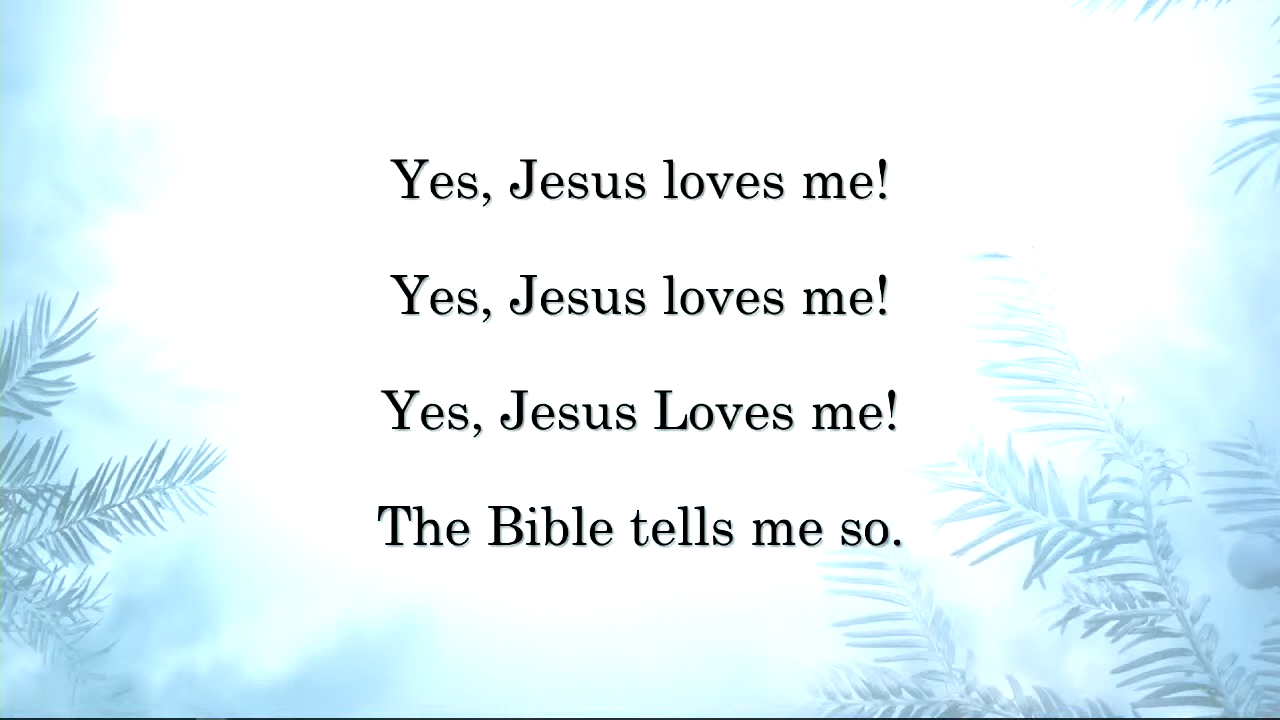 Yes, Jesus loves me!
Yes, Jesus loves me!
Yes, Jesus Loves me!
The Bible tells me so.